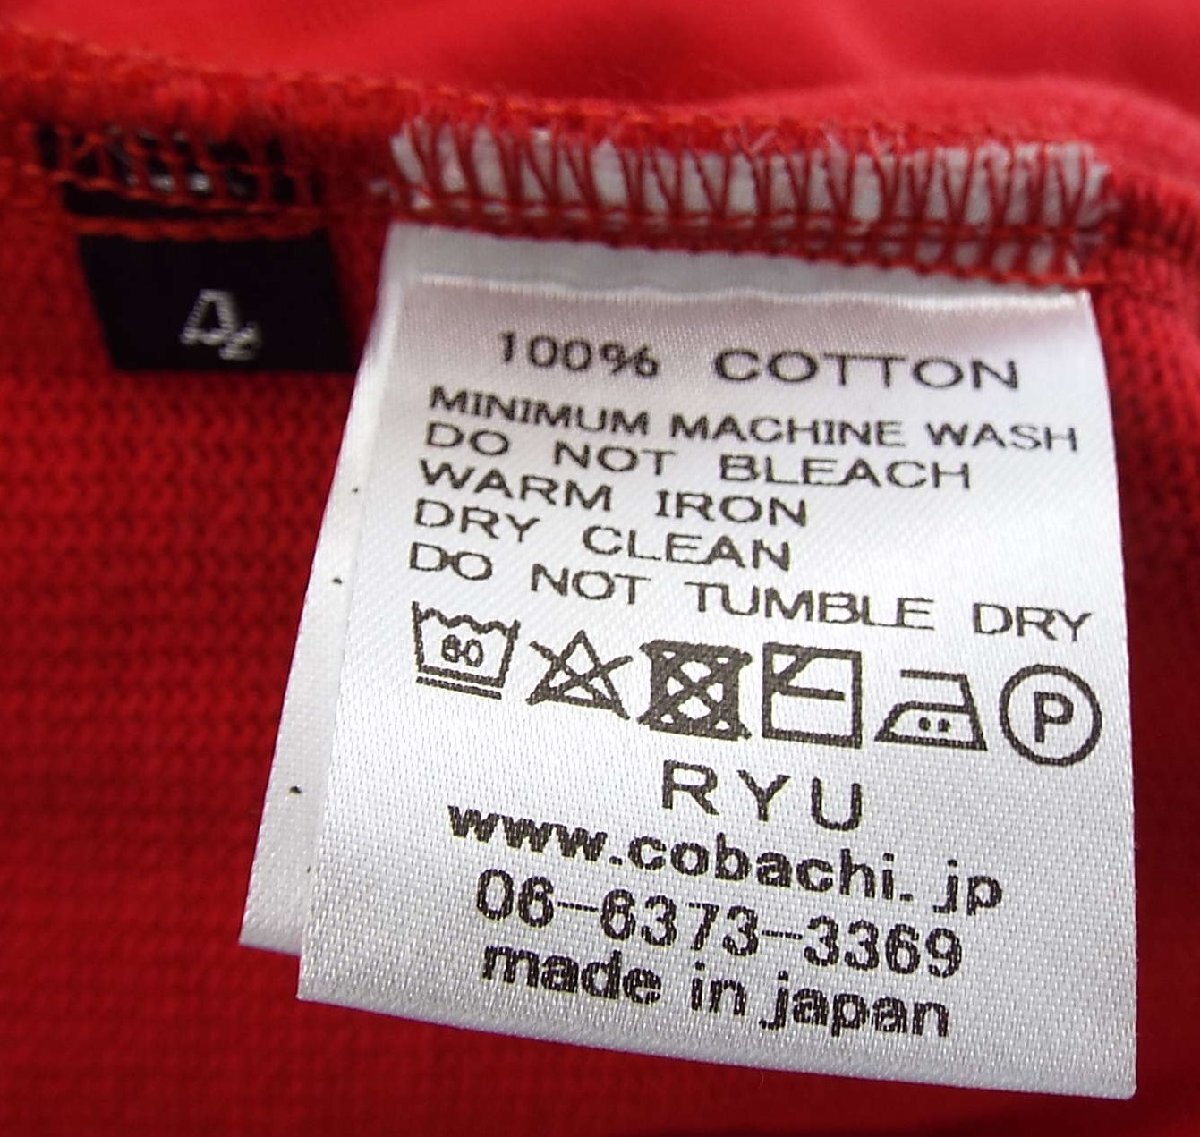 100% COTTON
MINIMUM MACHINE WASH
DO NOT BLEACH
WARM IRON
DRY CLEAN
DO NOT TUMBLE DRY
60
P
RYU
www.cobachi.jp
06-6373-3369
made in japan